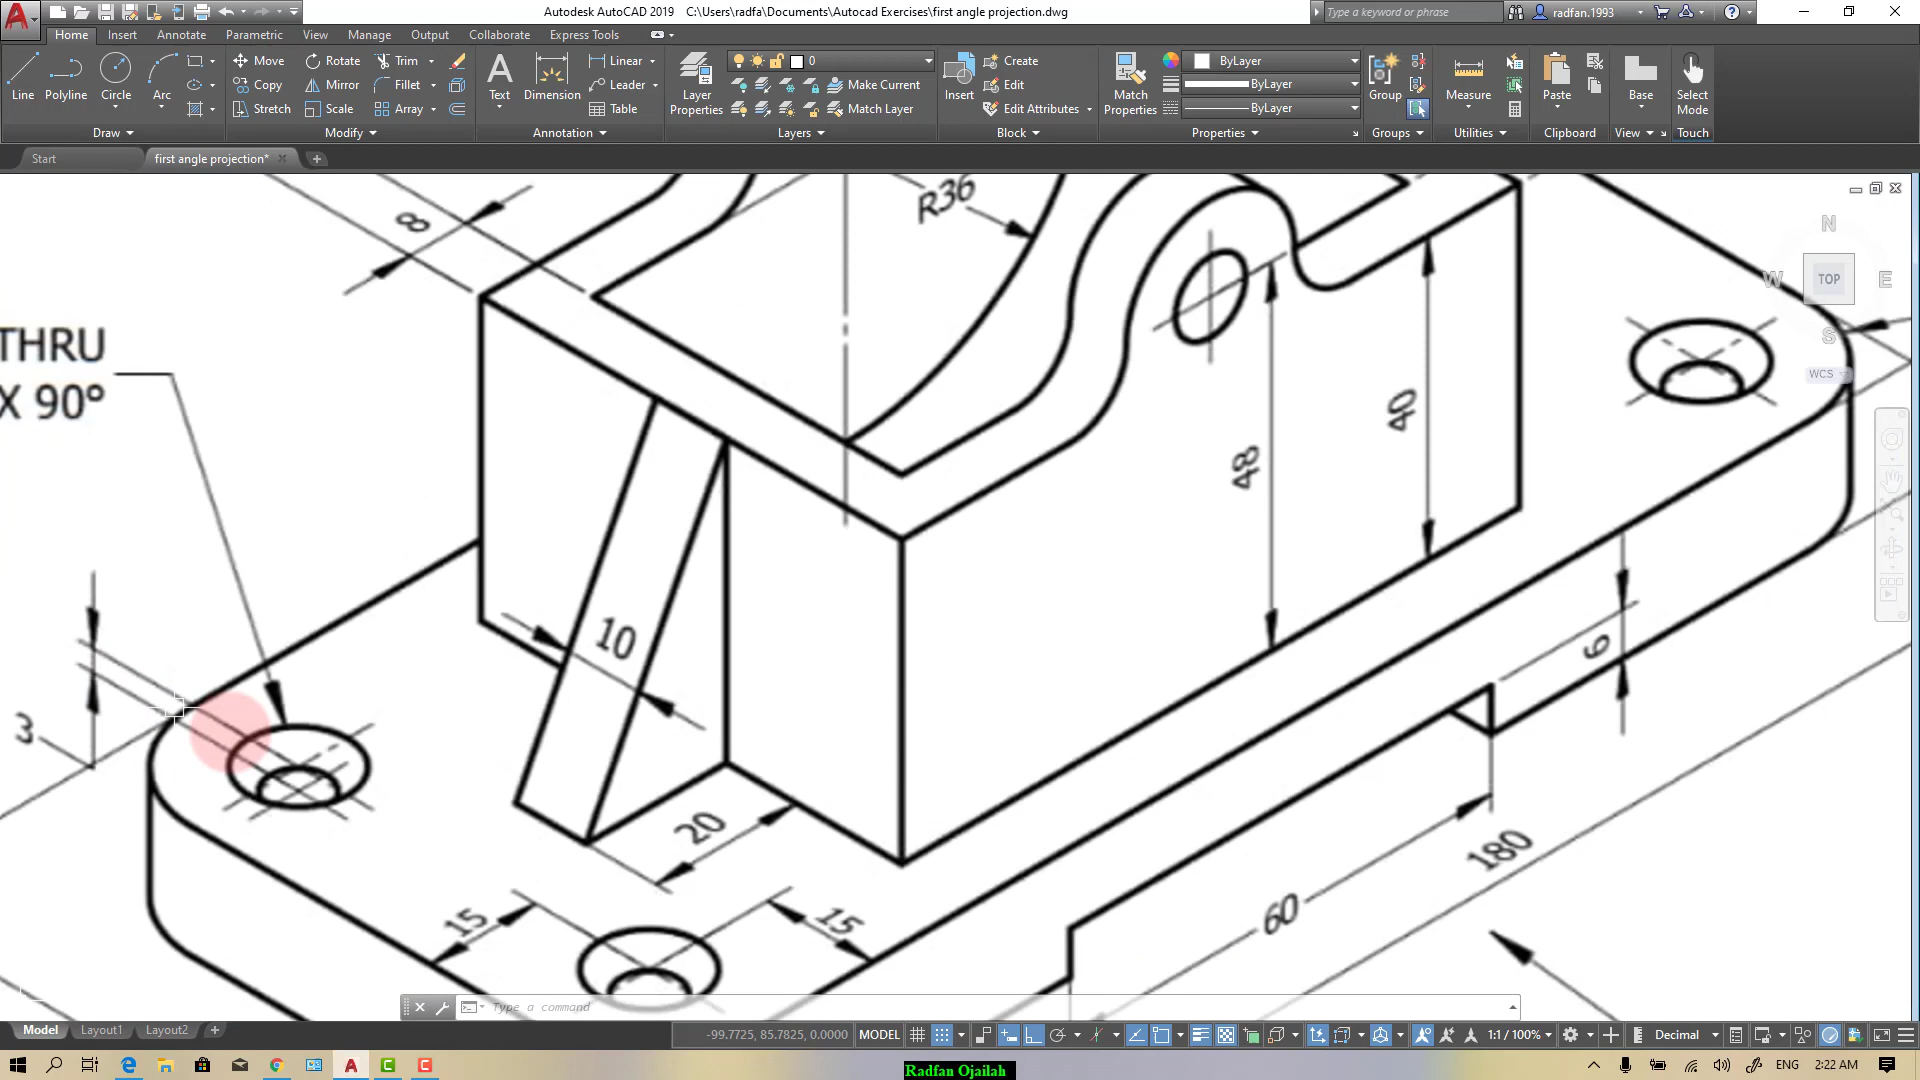 Autodesk AutoCAD 2019 C:\Users\radfa\Documents\Autocad Exercises\first angle projection.dwg
Type a keyword or phrase
radfan.1993
Home Insert Annotate Parametric View Manage Output Collaborate Express Tools
Line Polyline Circle Arc
Move Rotate Trim
Copy Mirror Fillet
Stretch Scale Array
Text Dimension
Linear
Leader
Table
Layer Properties
0
Make Current
Match Layer
Insert
Create
Edit
Edit Attributes
Match Properties
ByLayer
ByLayer
ByLayer
Group
Measure
Paste
Base
Select Mode
Draw Modify Annotation Layers Block Properties Groups Utilities Clipboard View Touch
Start first angle projection*
N
W TOP E
S
WCS
8
R36
THRU
X 90°
40
48
10
6
3
20
180
15
15
60
Type a command
Model Layout1 Layout2
-99.7725, 85.7825, 0.0000 MODEL
1:1 / 100%
Decimal
ENG 2:22 AM
Radfan Ojailah